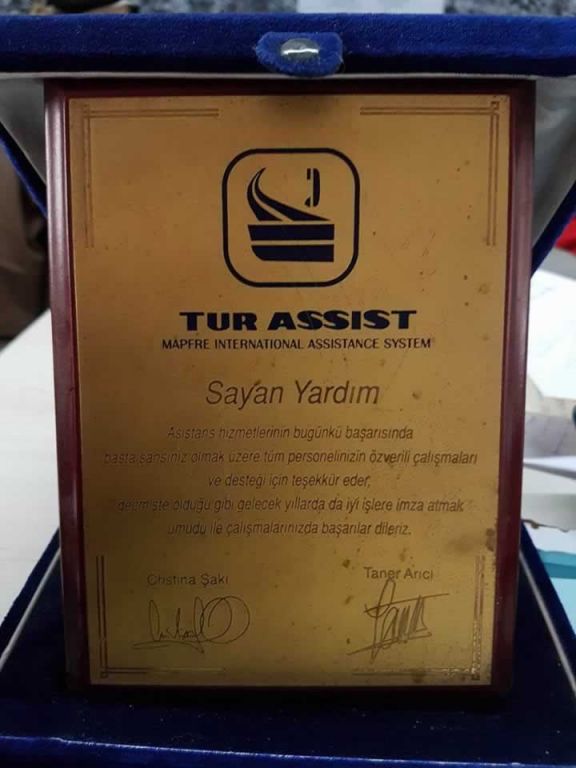 TUR ASSIST
MAPFRE INTERNATIONAL ASSISTANCE SYSTEM
Sayan Yardım
Asistans hizmetlerinin bugünkü başarısında
başta şahsınız olmak üzere tüm personelinizin özverili çalışmaları
ve desteği için teşekkür eder,
geçmişte olduğu gibi gelecek yıllarda da iyi işlere imza atmak
umudu ile çalışmalarınızda başarılar dileriz.
Cristina Şaki
Taner Arıcı